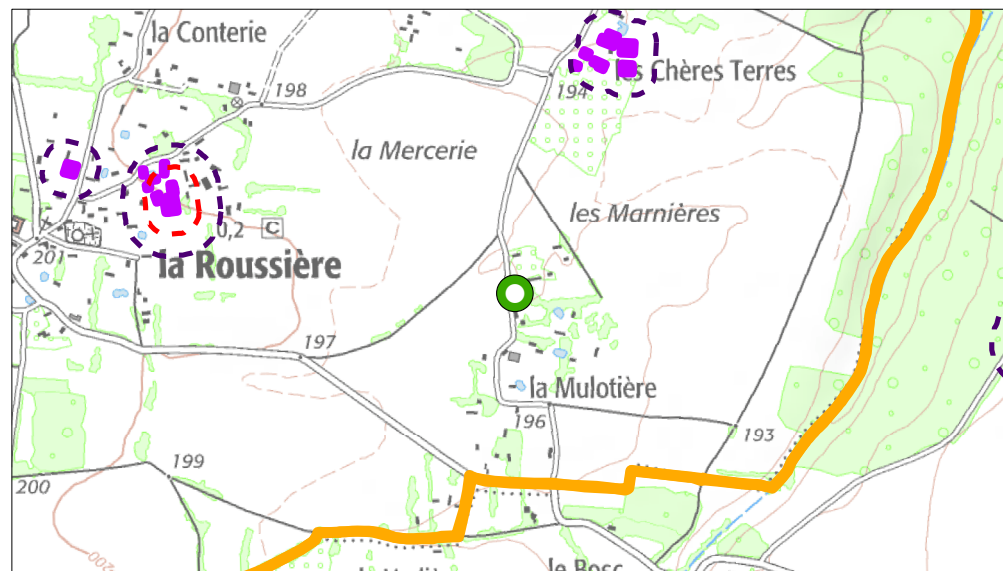 la Conterie
198
la Mercerie
194
les Chères Terres
les Marnières
0,2 C
201
la Roussière
197
la Mulotière
196
193
199
200
200
le Bosc